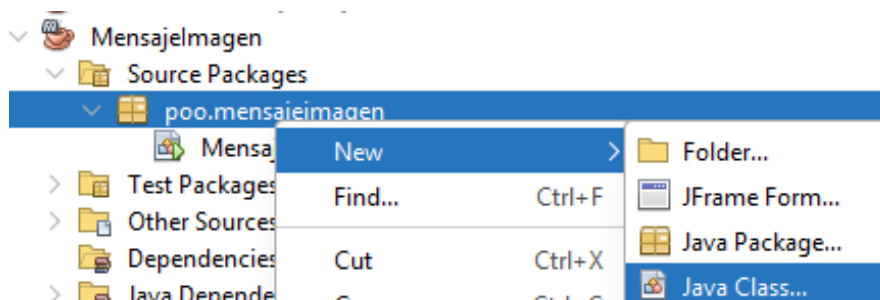 MensajeImagen
Source Packages
poo.mensajeimagen
Mensaj
New
Folder...
Test Packages
Find... Ctrl+F
JFrame Form...
Other Sources
Java Package...
Dependencies
Cut Ctrl+X
Java Class...
Java Depende